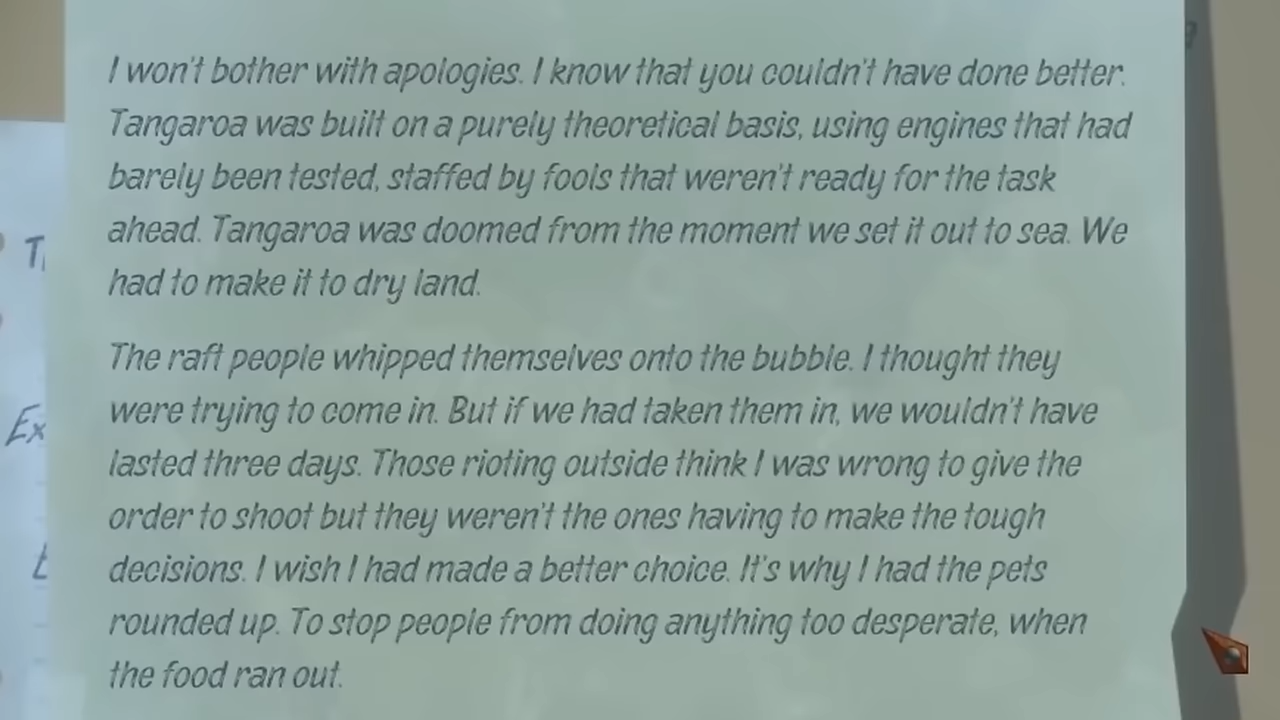 I won't bother with apologies. I know that you couldn't have done better.
Tangaroa was built on a purely theoretical basis, using engines that had
barely been tested, staffed by fools that weren't ready for the task
ahead. Tangaroa was doomed from the moment we set it out to sea. We
had to make it to dry land.
The raft people whipped themselves onto the bubble. I thought they
were trying to come in. But if we had taken them in, we wouldn't have
lasted three days. Those rioting outside think I was wrong to give the
order to shoot but they weren't the ones having to make the tough
decisions. I wish I had made a better choice. It's why I had the pets
rounded up. To stop people from doing anything too desperate, when
the food ran out.
Ex